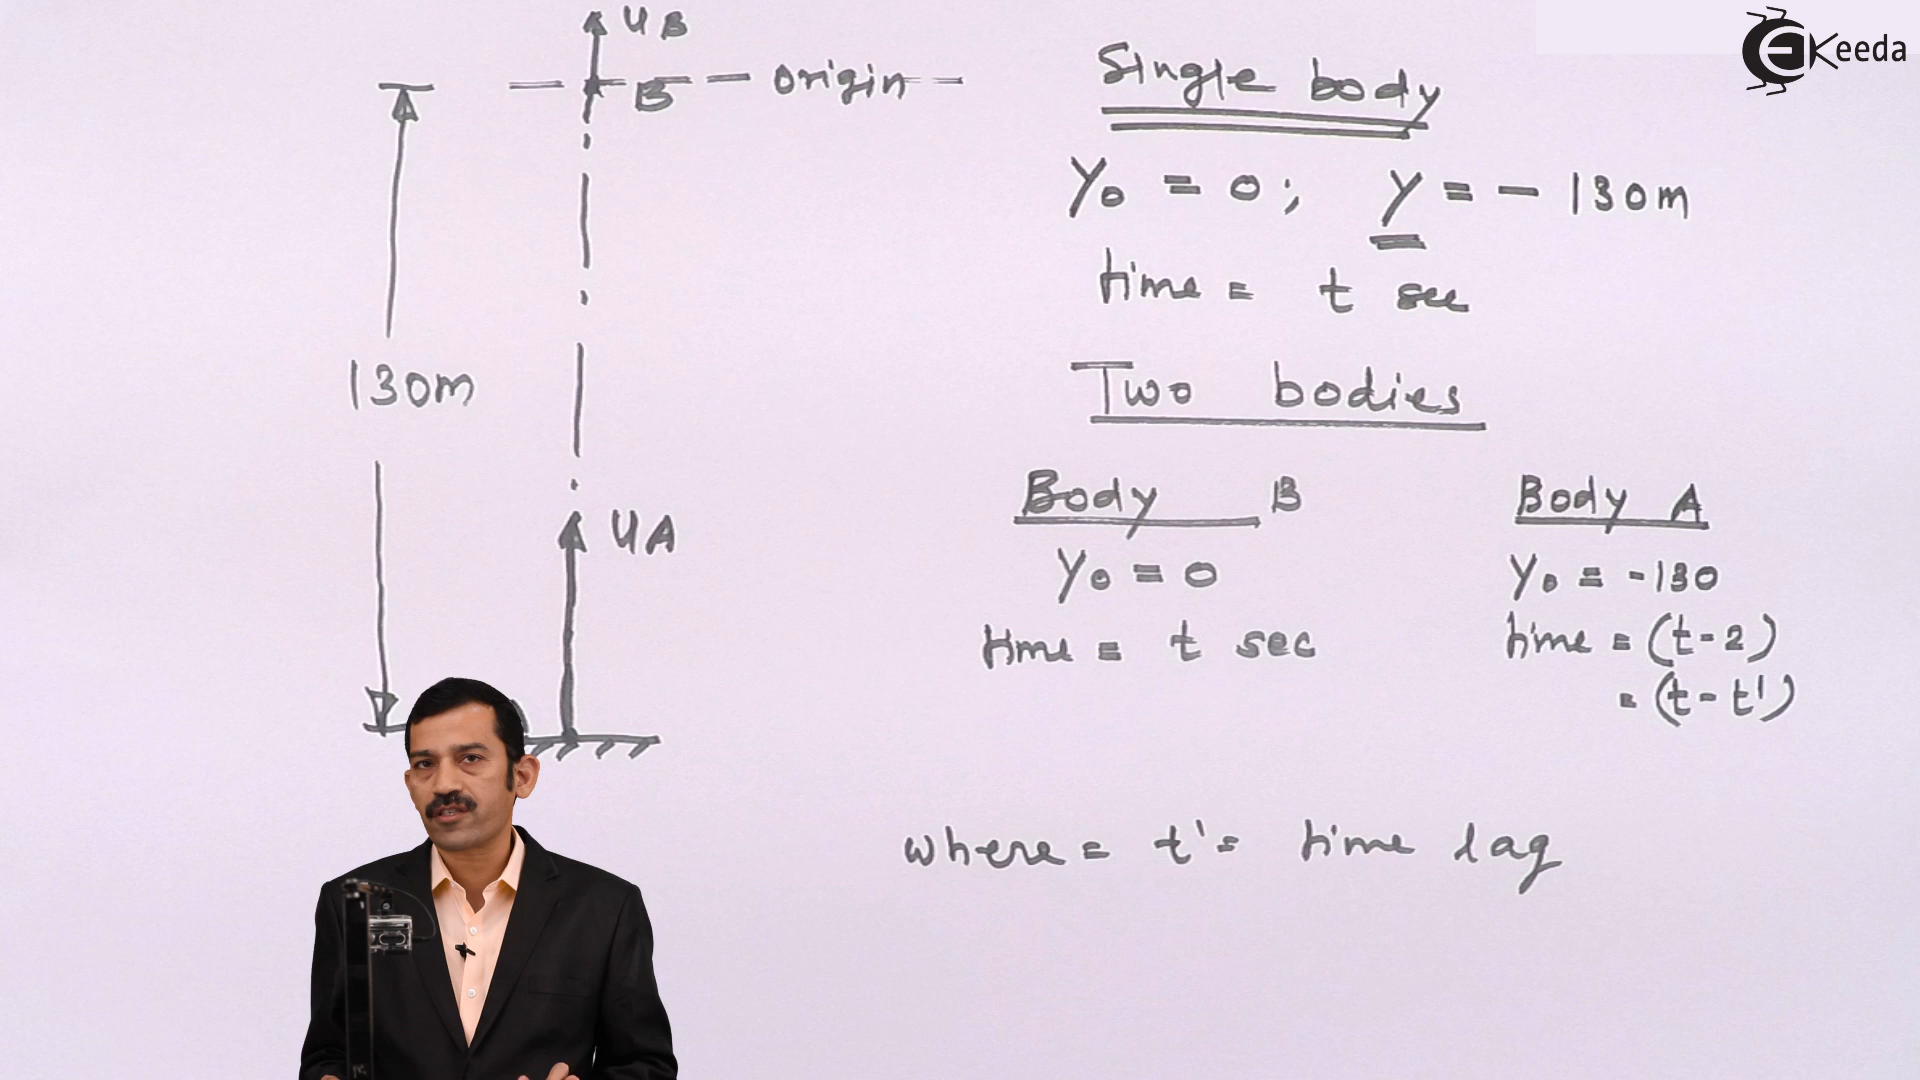 EKeeda
uB
B
origin
130m
uA
Single body
y0 = 0; y = - 130m
time = t sec
Two bodies
Body B
y0 = 0
time = t sec
Body A
y0 = -130
time = (t-2)
= (t-t')
where = t' = time lag